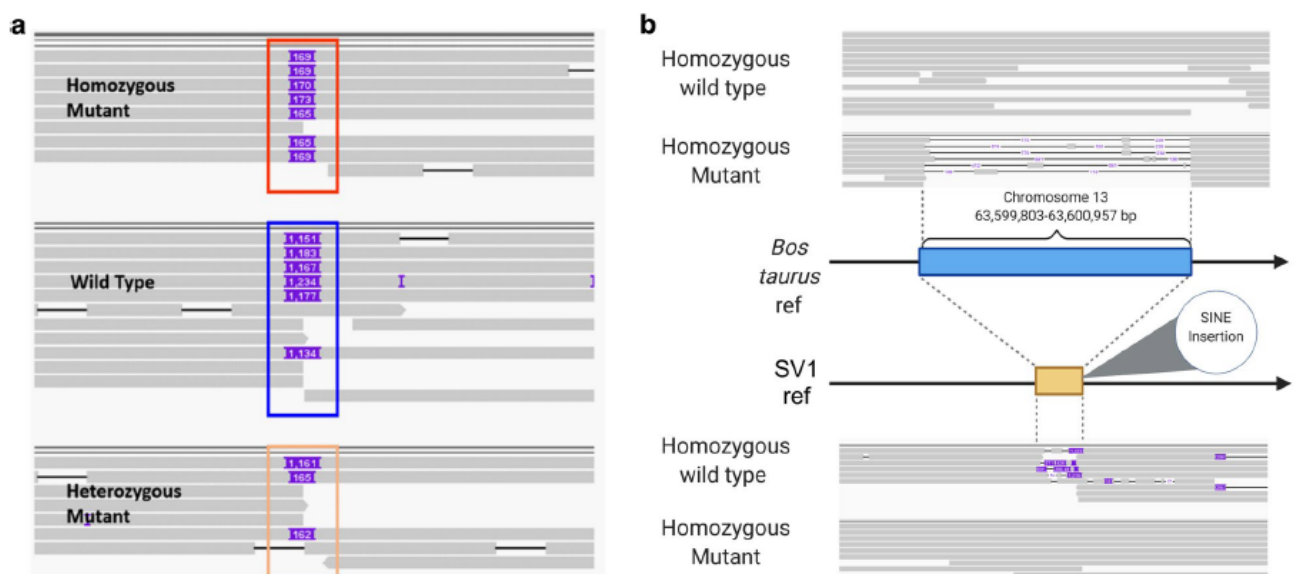 a
169
169
170
173
165
165
169
Homozygous
Mutant
1,151
1,183
1,167
1,234
1,177
1,134
Wild Type
1,161
165
162
Heterozygous
Mutant
b
Homozygous
wild type
Homozygous
Mutant
Chromosome 13
63,599,803-63,600,957 bp
Bos
taurus
ref
SINE
Insertion
SV1
ref
Homozygous
wild type
Homozygous
Mutant